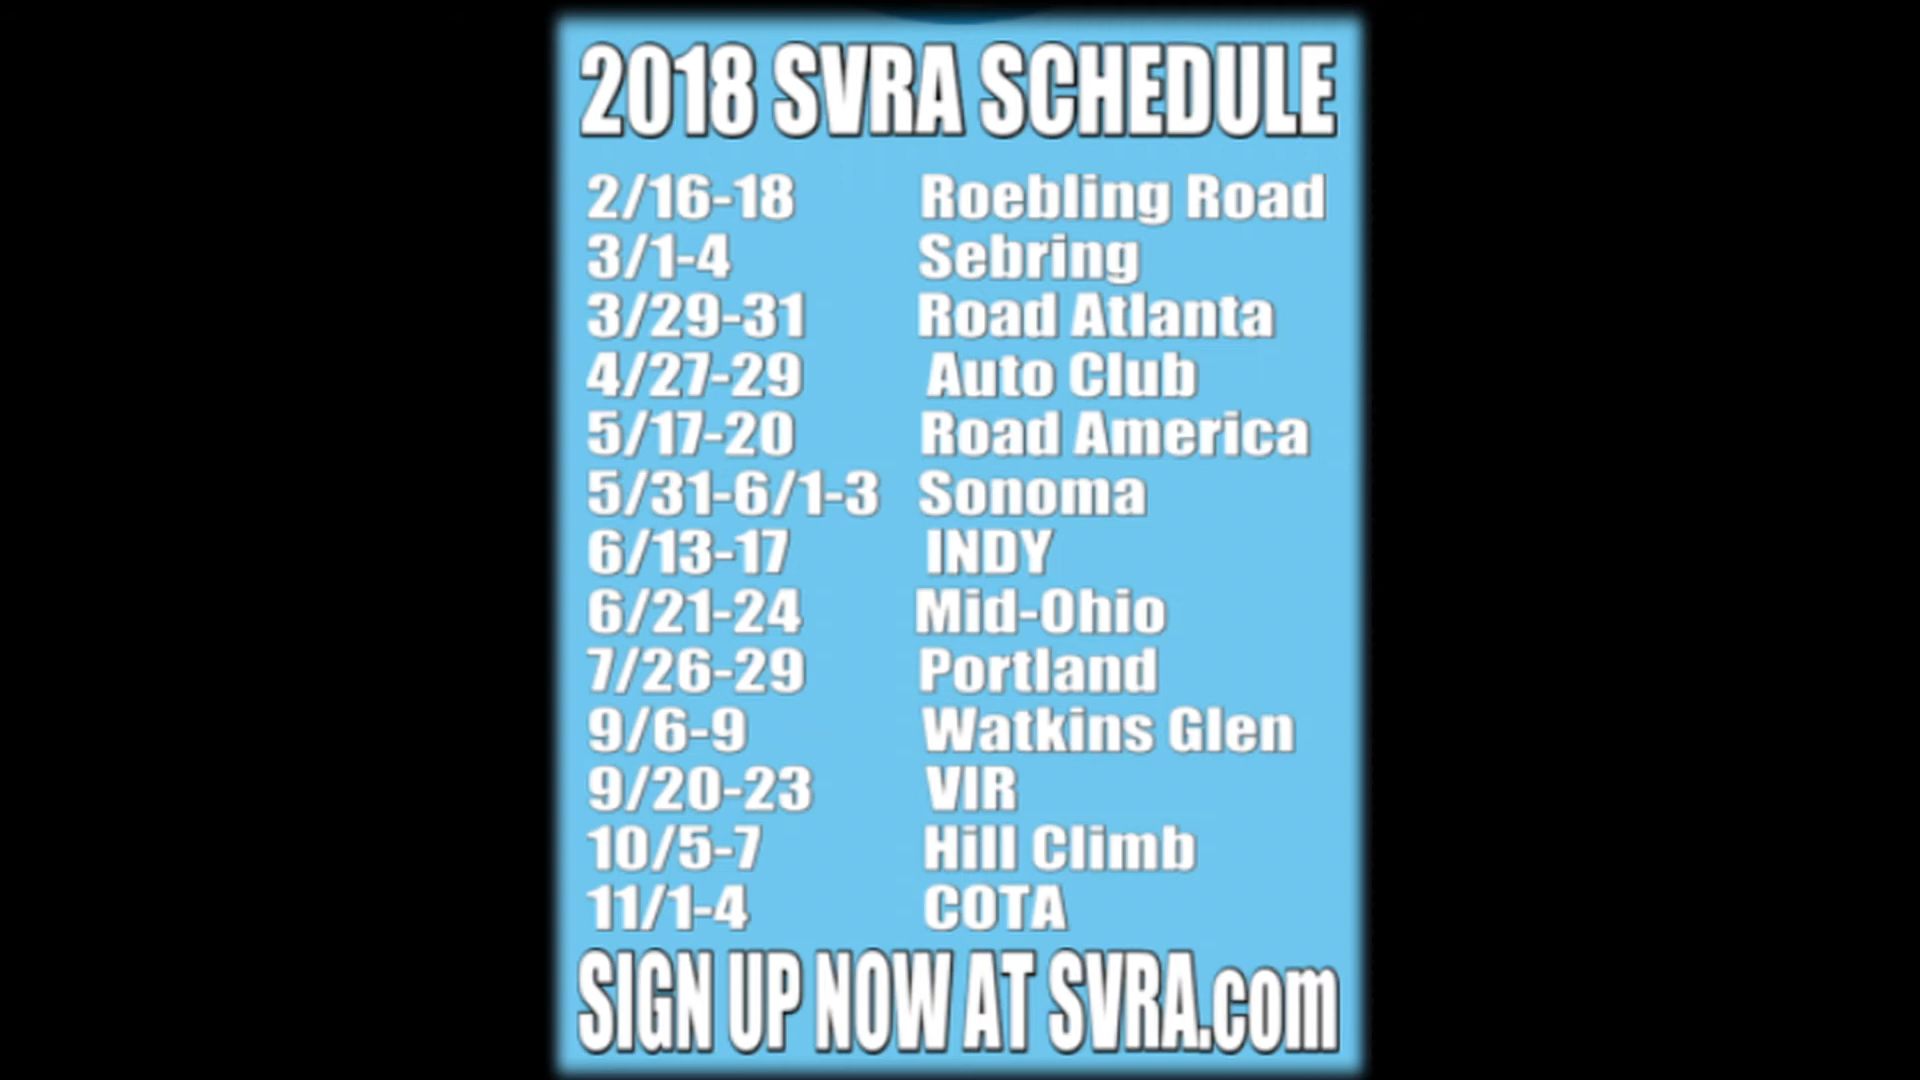 2018 SVRA SCHEDULE
2/16-18 Roebling Road
3/1-4 Sebring
3/29-31 Road Atlanta
4/27-29 Auto Club
5/17-20 Road America
5/31-6/1-3 Sonoma
6/13-17 INDY
6/21-24 Mid-Ohio
7/26-29 Portland
9/6-9 Watkins Glen
9/20-23 VIR
10/5-7 Hill Climb
11/1-4 COTA
SIGN UP NOW AT SVRA.com